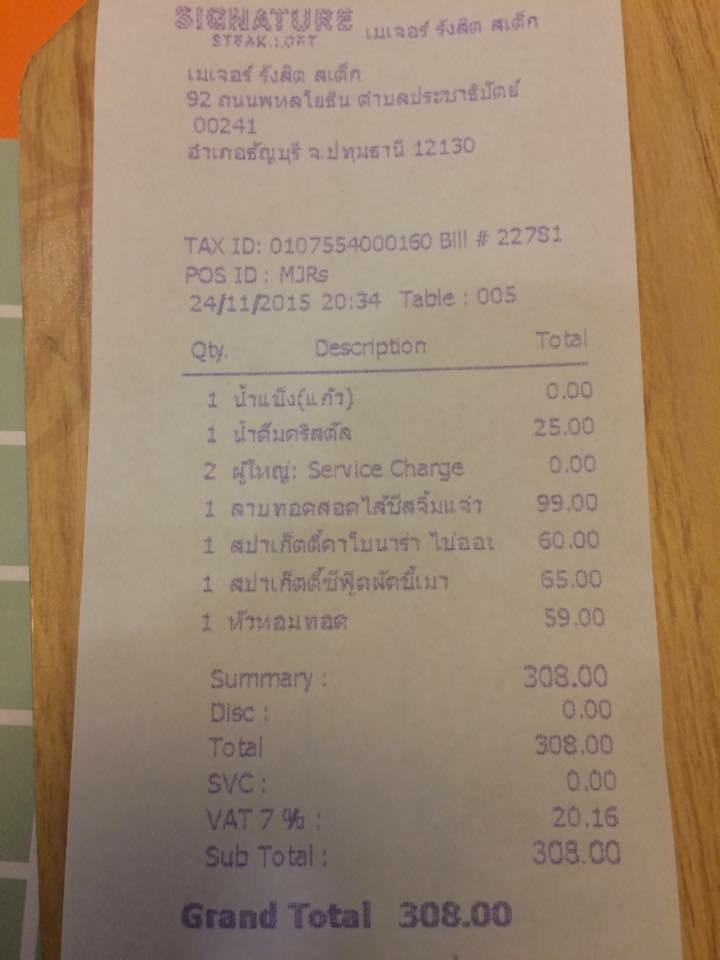 SIGNATURE
STEAK.LOFT เมเจอร์ รังสิต สเต็ก
เมเจอร์ รังสิต สเต็ก
92 ถนนพหลโยธิน ตำบลประชาธิปัตย์
00241
อำเภอธัญบุรี จ.ปทุมธานี 12130
TAX ID: 0107554000160 Bill # 22781
POS ID : MJRs
24/11/2015 20:34 Table : 005
Qty. Description Total
1 น้ำแข็ง(แก้ว) 0.00
1 น้ำดื่มคริสตัล 25.00
2 ผู้ใหญ่: Service Charge 0.00
1 ลาบทอดสอดไส้ชีสจิ้มแจ่ว 99.00
1 สปาเก็ตตี้คาโบนาร่า 60.00
1 สปาเก็ตตี้ซีฟู๊ดผัดขี้เมา 65.00
1 หัวหอมทอด 59.00
Summary : 308.00
Disc : 0.00
Total 308.00
SVC : 0.00
VAT 7 % : 20.16
Sub Total : 308.00
Grand Total 308.00